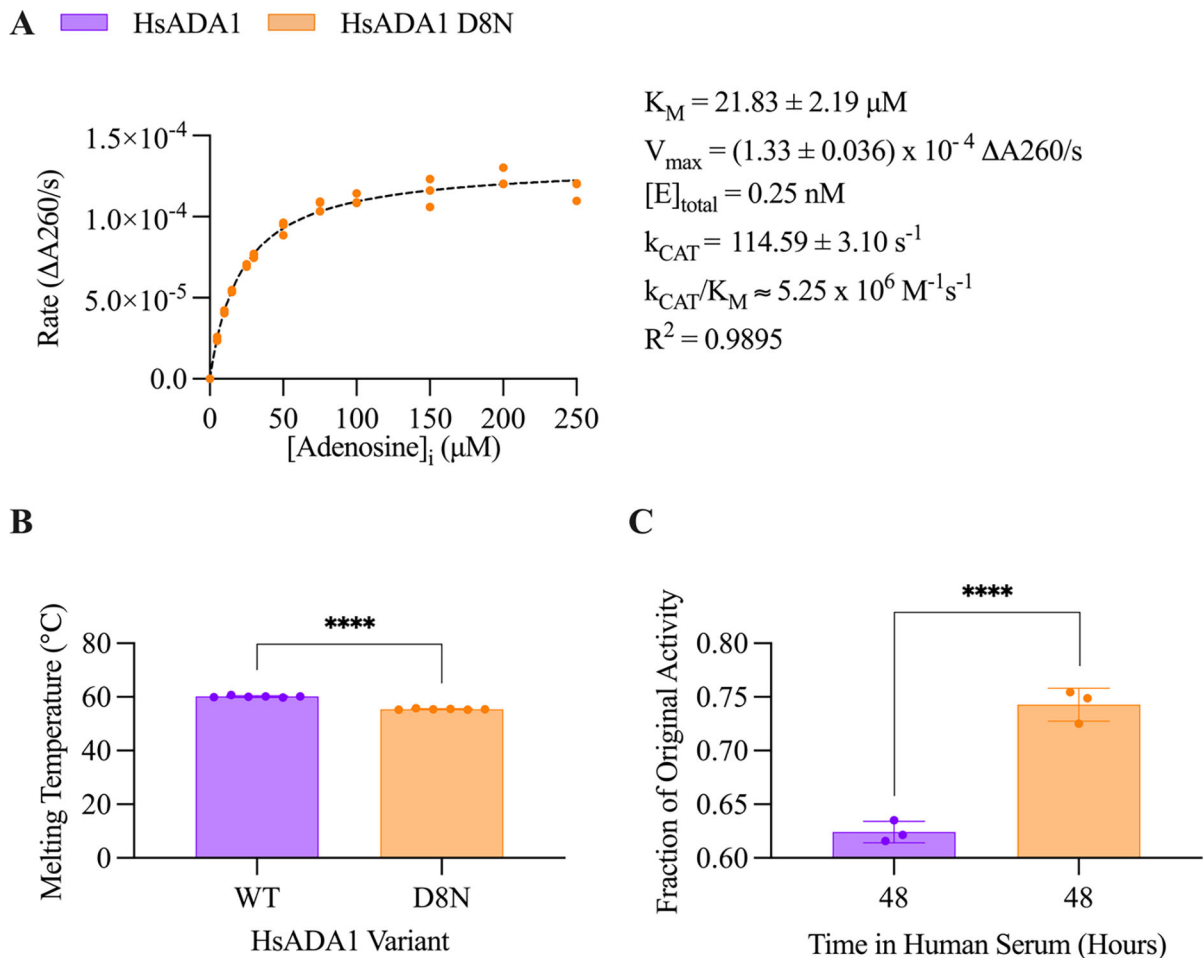 A HsADA1 HsADA1 D8N
1.5×10⁻⁴
1.0×10⁻⁴
5.0×10⁻⁵
0.0
Rate (ΔA260/s)
0 50 100 150 200 250
[Adenosine]ᵢ (μM)
K_M = 21.83 ± 2.19 μM
V_max = (1.33 ± 0.036) x 10⁻⁴ ΔA260/s
[E]_total = 0.25 nM
k_CAT = 114.59 ± 3.10 s⁻¹
k_CAT/K_M ≈ 5.25 x 10⁶ M⁻¹s⁻¹
R² = 0.9895
B
****
80
60
40
20
0
Melting Temperature (°C)
WT D8N
HsADA1 Variant
C
****
0.80
0.75
0.70
0.65
0.60
Fraction of Original Activity
48 48
Time in Human Serum (Hours)